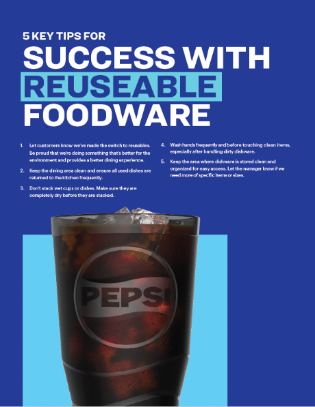 5 KEY TIPS FOR
SUCCESS WITH
REUSEABLE
FOODWARE
1. Let customers know we've made the switch to reusables.
Be proud that were doing something that's better for the
environment and provides a better dining experience.
2. Keep the dining area clean and ensure all used dishes are
returned to the kitchen frequently.
3. Don't stack wet cups or dishes. Make sure they are
completely dry before they are stacked.
4. Wash hands frequently and before touching clean items,
especially after handling dirty dishware.
5. Keep the area where dishware is stored clean and
organized for easy access. Let the manager know if we
need more of specific items or sizes.
PEPSI